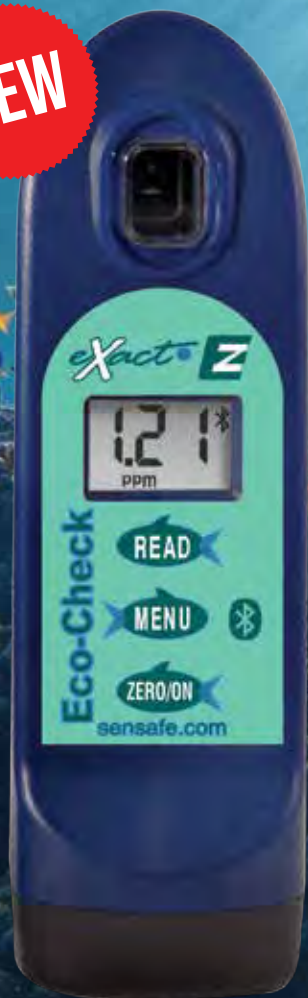 EW
eXact Z
1.21
PPM
Eco-Check
READ
MENU
ZERO/ON
sensafe.com